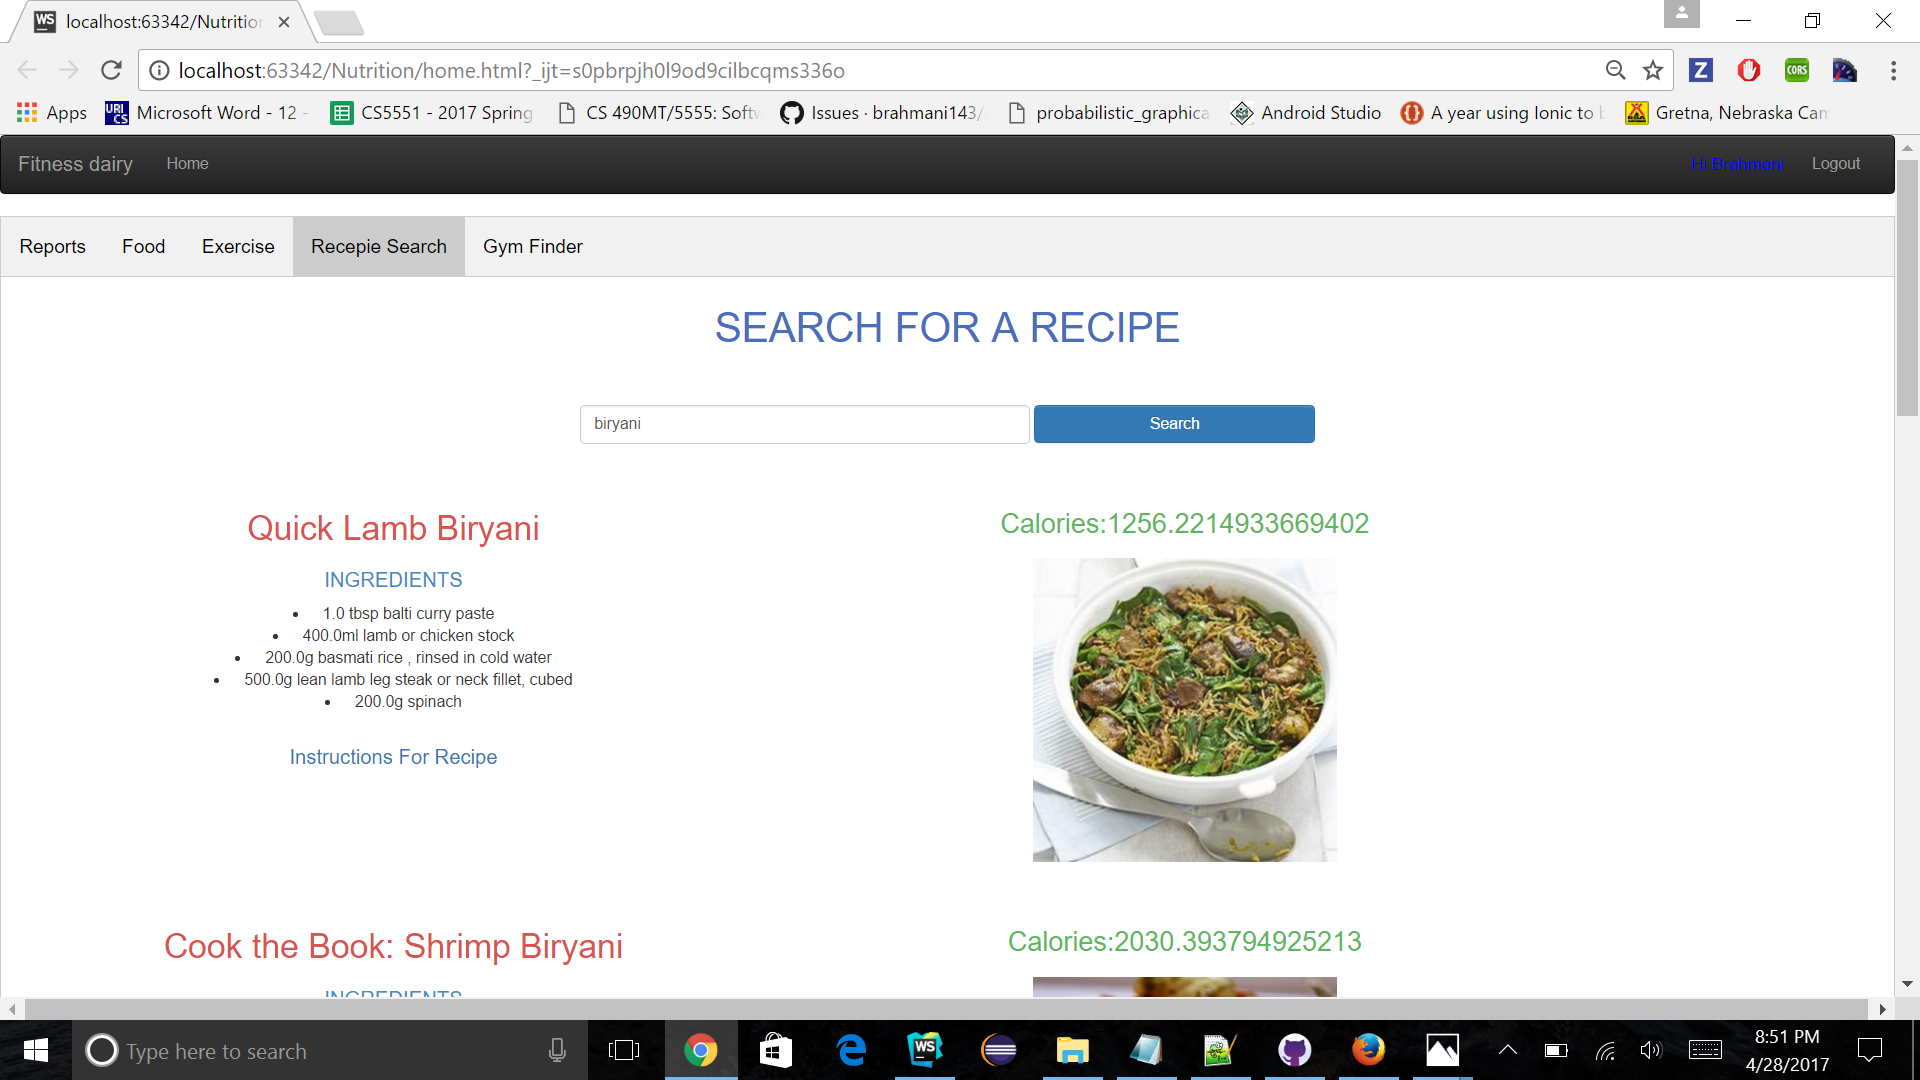 localhost:63342/Nutrition
localhost:63342/Nutrition/home.html?_ijt=s0pbrpjh0l9od9cilbcqms336o
Apps
Microsoft Word - 12 -
CS5551 - 2017 Spring
CS 490MT/5555: Softw
Issues · brahmani143/
probabilistic_graphica
Android Studio
A year using Ionic to b
Gretna, Nebraska Cam
Fitness dairy
Home
Hi Brahmani
Logout
Reports
Food
Exercise
Recepie Search
Gym Finder
SEARCH FOR A RECIPE
biryani
Search
Quick Lamb Biryani
INGREDIENTS
1.0 tbsp balti curry paste
400.0ml lamb or chicken stock
200.0g basmati rice , rinsed in cold water
500.0g lean lamb leg steak or neck fillet, cubed
200.0g spinach
Instructions For Recipe
Calories:1256.2214933669402
Cook the Book: Shrimp Biryani
INGREDIENTS
Calories:2030.393794925213
Type here to search
8:51 PM
4/28/2017